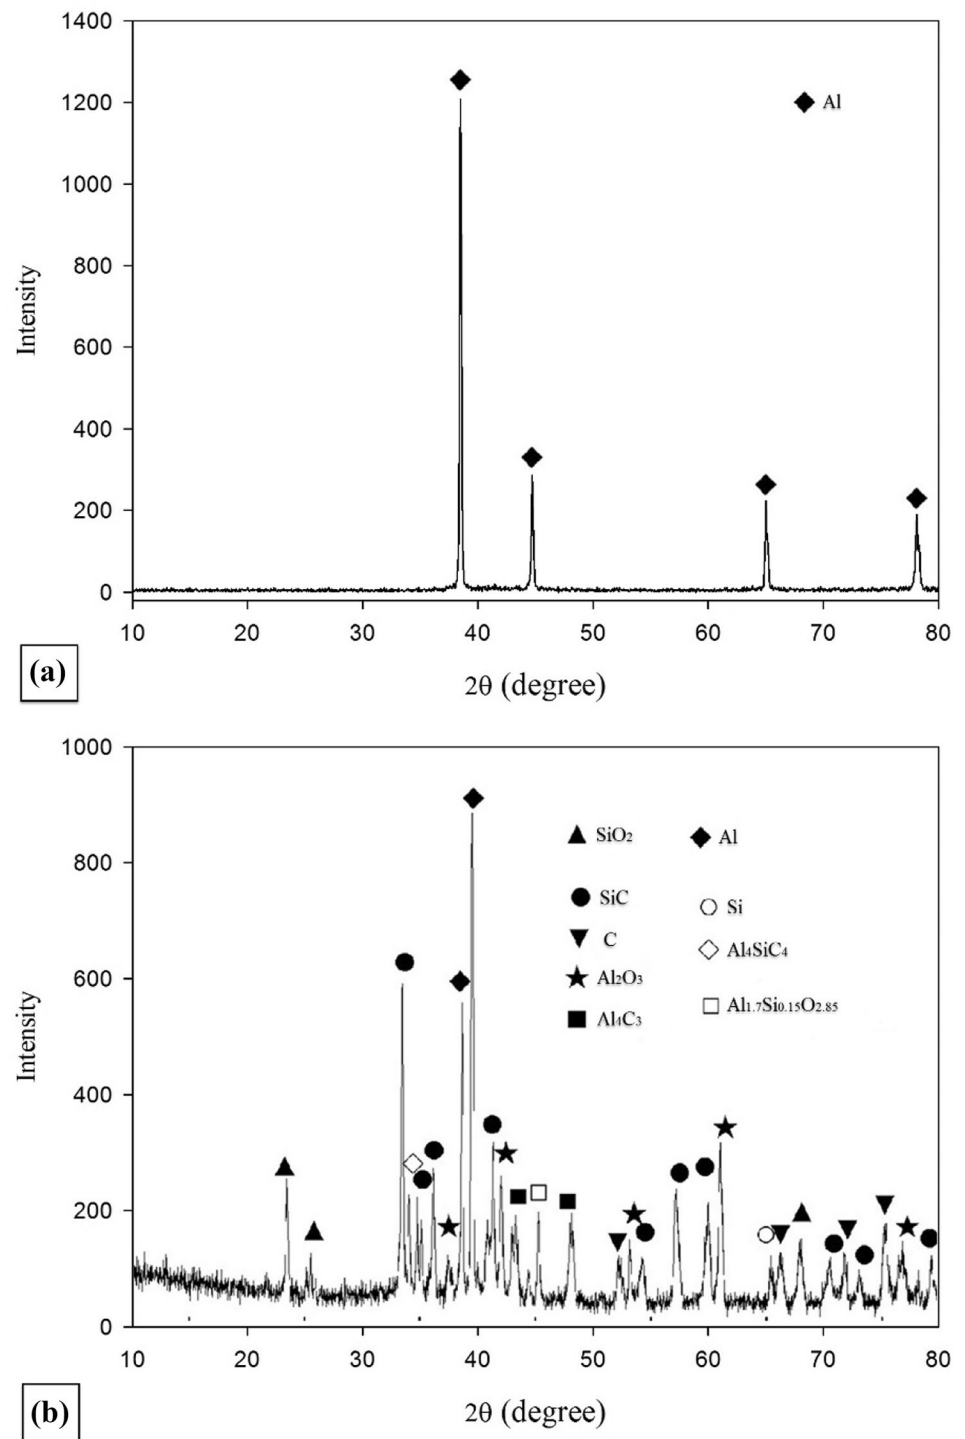 1400
1200
1000
800
600
400
200
0
Intensity
Al
10 20 30 40 50 60 70 80
2θ (degree)
(a)
1000
800
600
400
200
0
Intensity
SiO2 Al
SiC Si
C Al4SiC4
Al2O3
Al4C3 Al1.7Si0.15O2.85
10 20 30 40 50 60 70 80
2θ (degree)
(b)